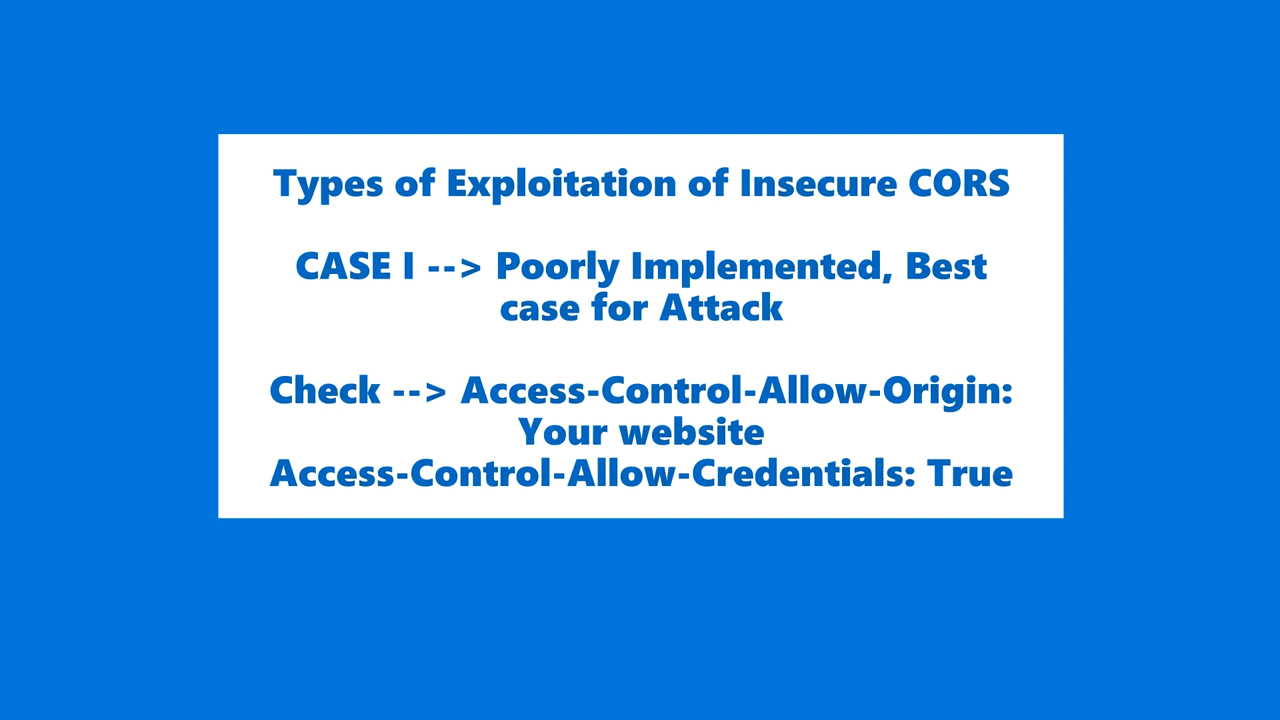 Types of Exploitation of Insecure CORS
CASE I --> Poorly Implemented, Best
case for Attack
Check --> Access-Control-Allow-Origin:
Your website
Access-Control-Allow-Credentials: True